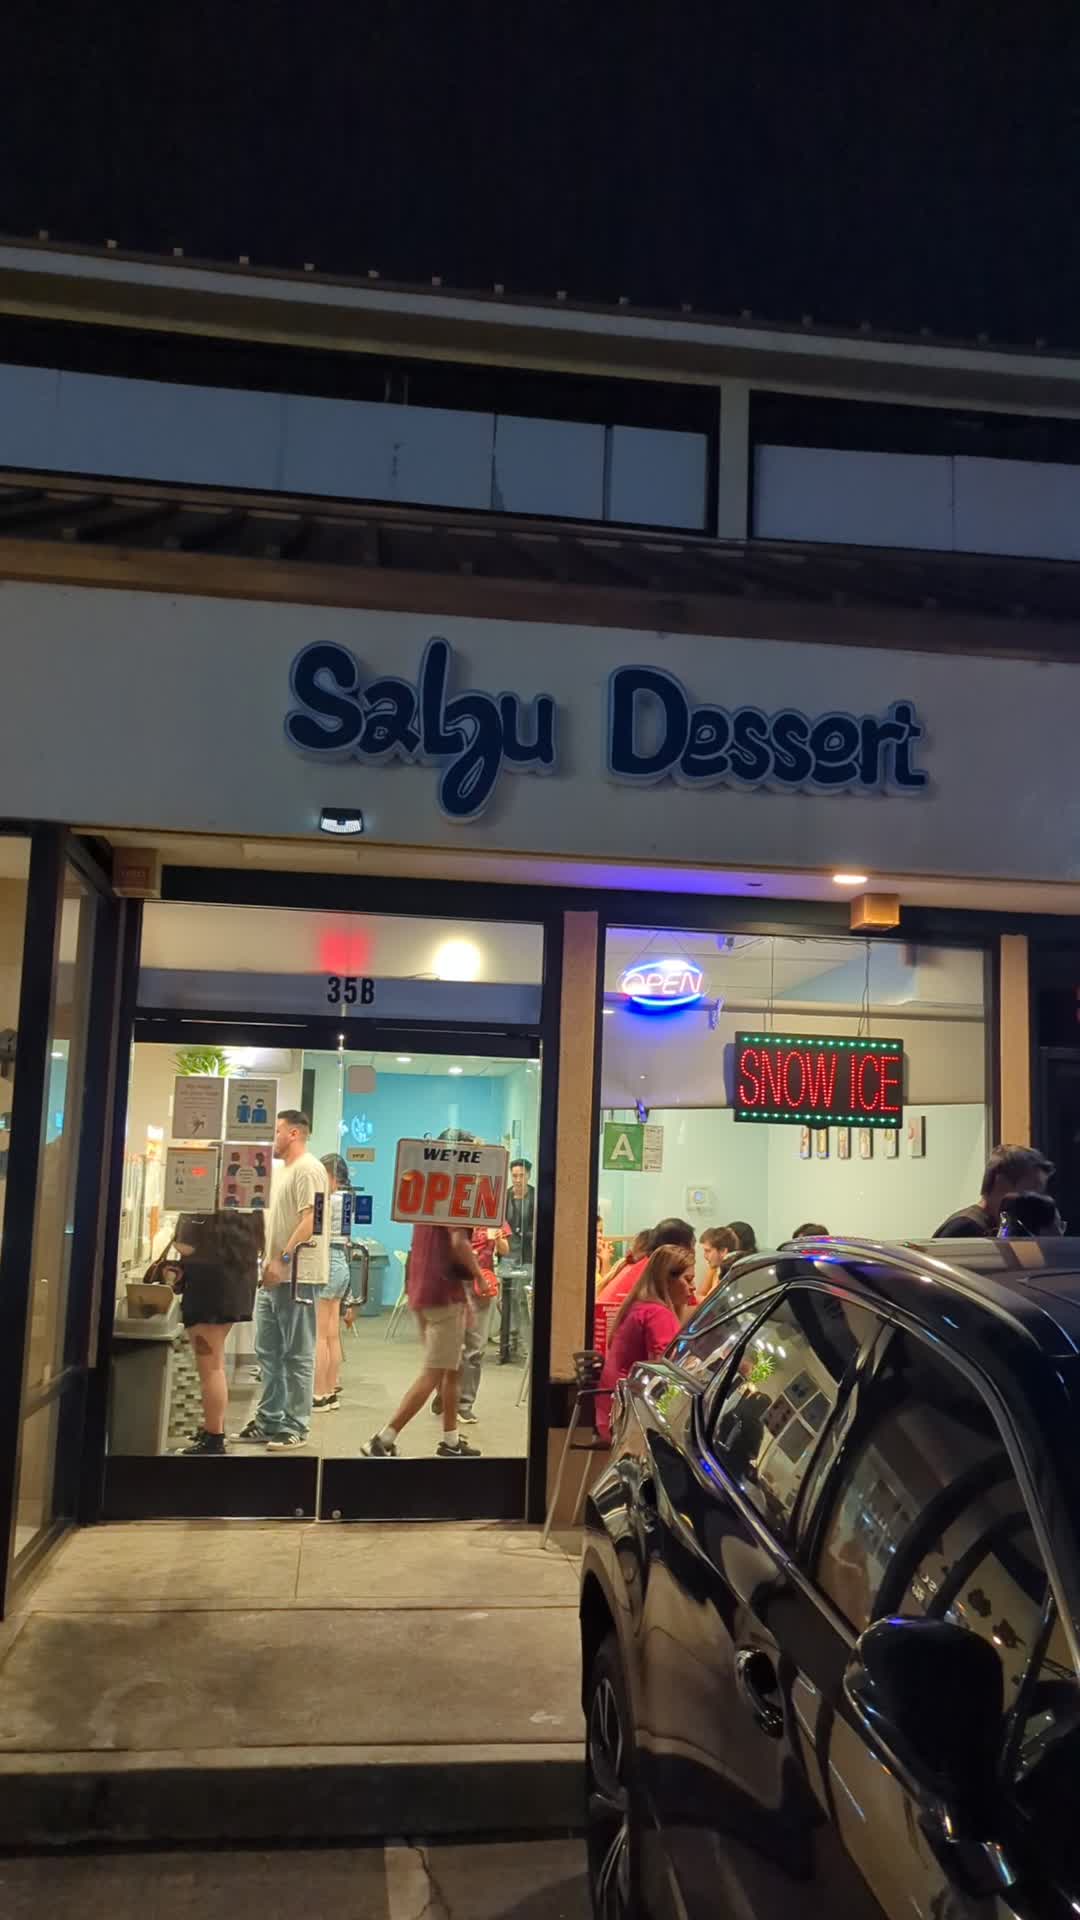 Salju Dessert
35B
OPEN
SNOW ICE
A
WE'RE
OPEN